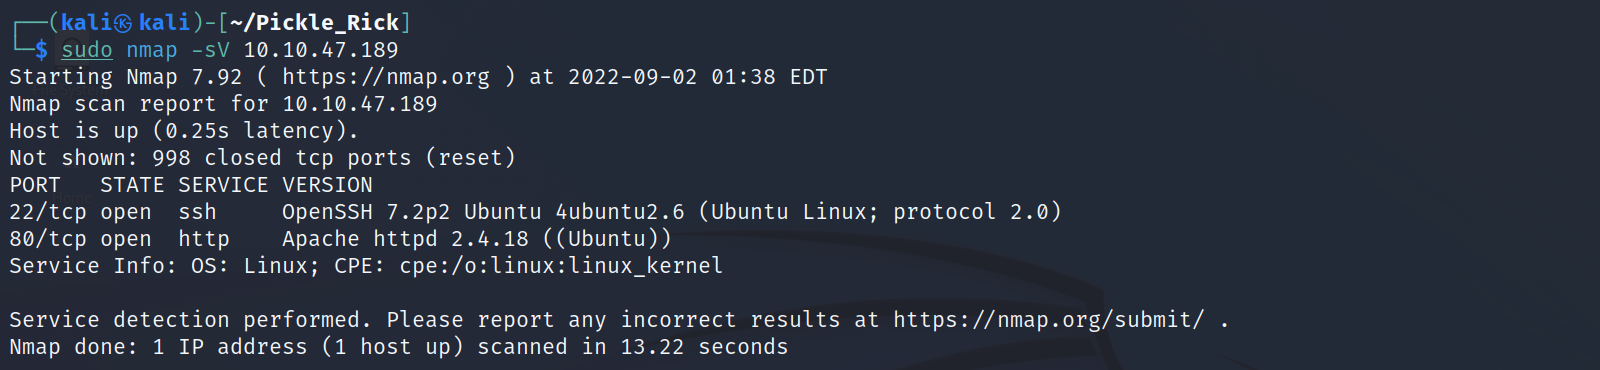 ┌──(kali㉿kali)-[~/Pickle_Rick]
└─$ sudo nmap -sV 10.10.47.189
Starting Nmap 7.92 ( https://nmap.org ) at 2022-09-02 01:38 EDT
Nmap scan report for 10.10.47.189
Host is up (0.25s latency).
Not shown: 998 closed tcp ports (reset)
PORT   STATE SERVICE VERSION
22/tcp open  ssh     OpenSSH 7.2p2 Ubuntu 4ubuntu2.6 (Ubuntu Linux; protocol 2.0)
80/tcp open  http    Apache httpd 2.4.18 ((Ubuntu))
Service Info: OS: Linux; CPE: cpe:/o:linux:linux_kernel

Service detection performed. Please report any incorrect results at https://nmap.org/submit/ .
Nmap done: 1 IP address (1 host up) scanned in 13.22 seconds